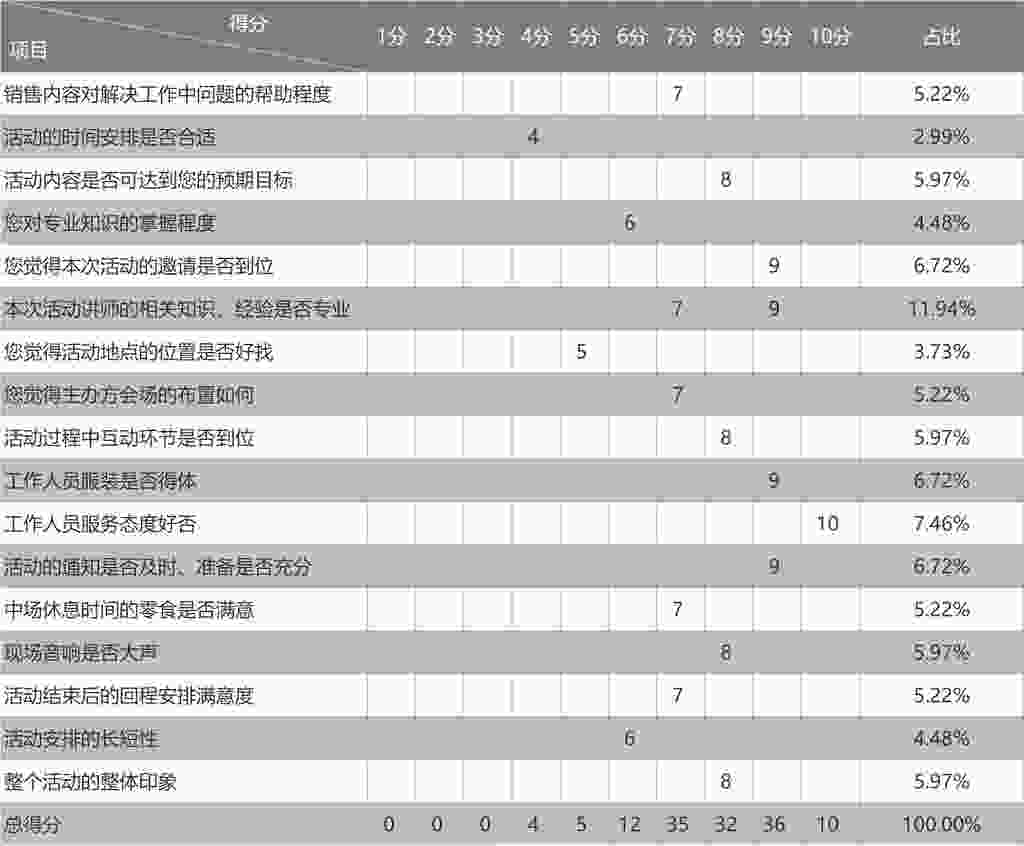 得分
项目 1分 2分 3分 4分 5分 6分 7分 8分 9分 10分 占比
销售内容对解决工作中问题的帮助程度 7 5.22%
活动的时间安排是否合适 4 2.99%
活动内容是否可达到您的预期目标 8 5.97%
您对专业知识的掌握程度 6 4.48%
您觉得本次活动的邀请是否到位 9 6.72%
本次活动讲师的相关知识、经验是否专业 7 9 11.94%
您觉得活动地点的位置是否好找 5 3.73%
您觉得主办方会场的布置如何 7 5.22%
活动过程中互动环节是否到位 8 5.97%
工作人员服装是否得体 9 6.72%
工作人员服务态度好否 10 7.46%
活动的通知是否及时、准备是否充分 9 6.72%
中场休息时间的零食是否满意 7 5.22%
现场音响是否大声 8 5.97%
活动结束后的回程安排满意度 7 5.22%
活动安排的长短性 6 4.48%
整个活动的整体印象 8 5.97%
总得分 0 0 0 4 5 12 35 32 36 10 100.00%